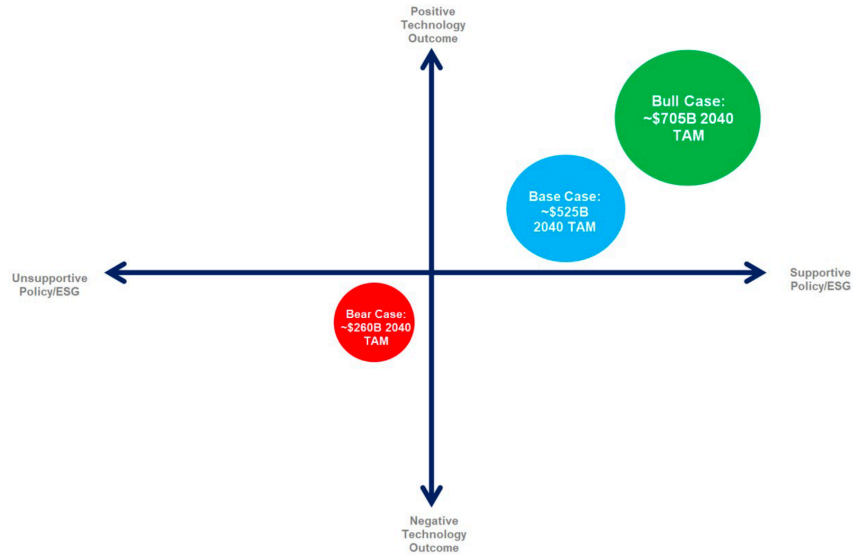 Positive
Technology
Outcome
Bull Case:
~$705B 2040
TAM
Base Case:
~$525B
2040 TAM
Unsupportive
Policy/ESG
Supportive
Policy/ESG
Bear Case:
~$260B 2040
TAM
Negative
Technology
Outcome